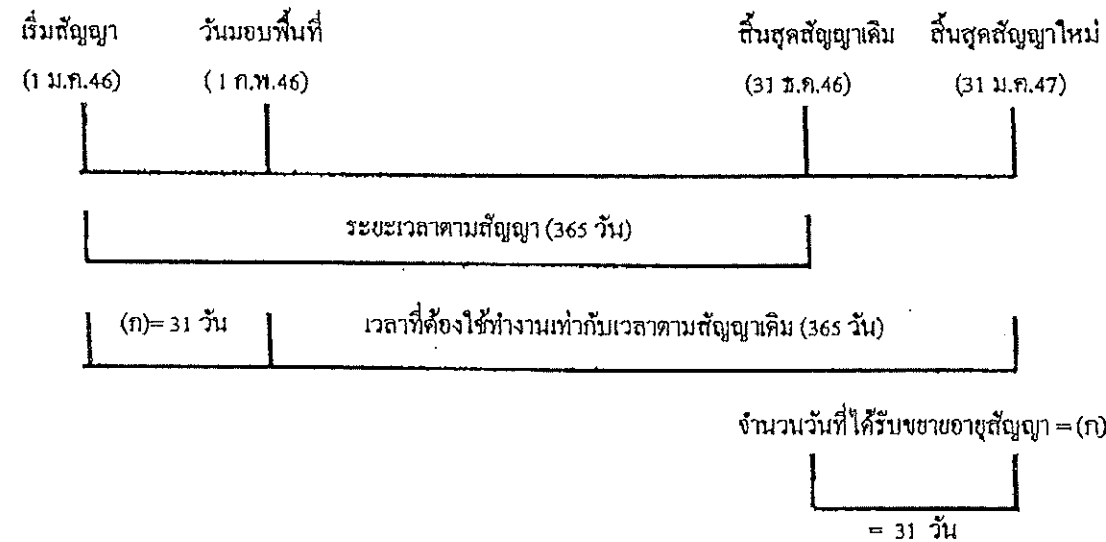 เริ่มสัญญา วันมอบพื้นที่ สิ้นสุดสัญญาเดิม สิ้นสุดสัญญาใหม่
(1 ม.ค.46) (1 ก.พ.46) (31 ธ.ค.46) (31 ม.ค.47)
ระยะเวลาตามสัญญา (365 วัน)
(ก)= 31 วัน เวลาที่ต้องใช้ทำงานเท่ากับเวลาตามสัญญาเดิม (365 วัน)
จำนวนวันที่ได้รับขยายอายุสัญญา = (ก)
= 31 วัน